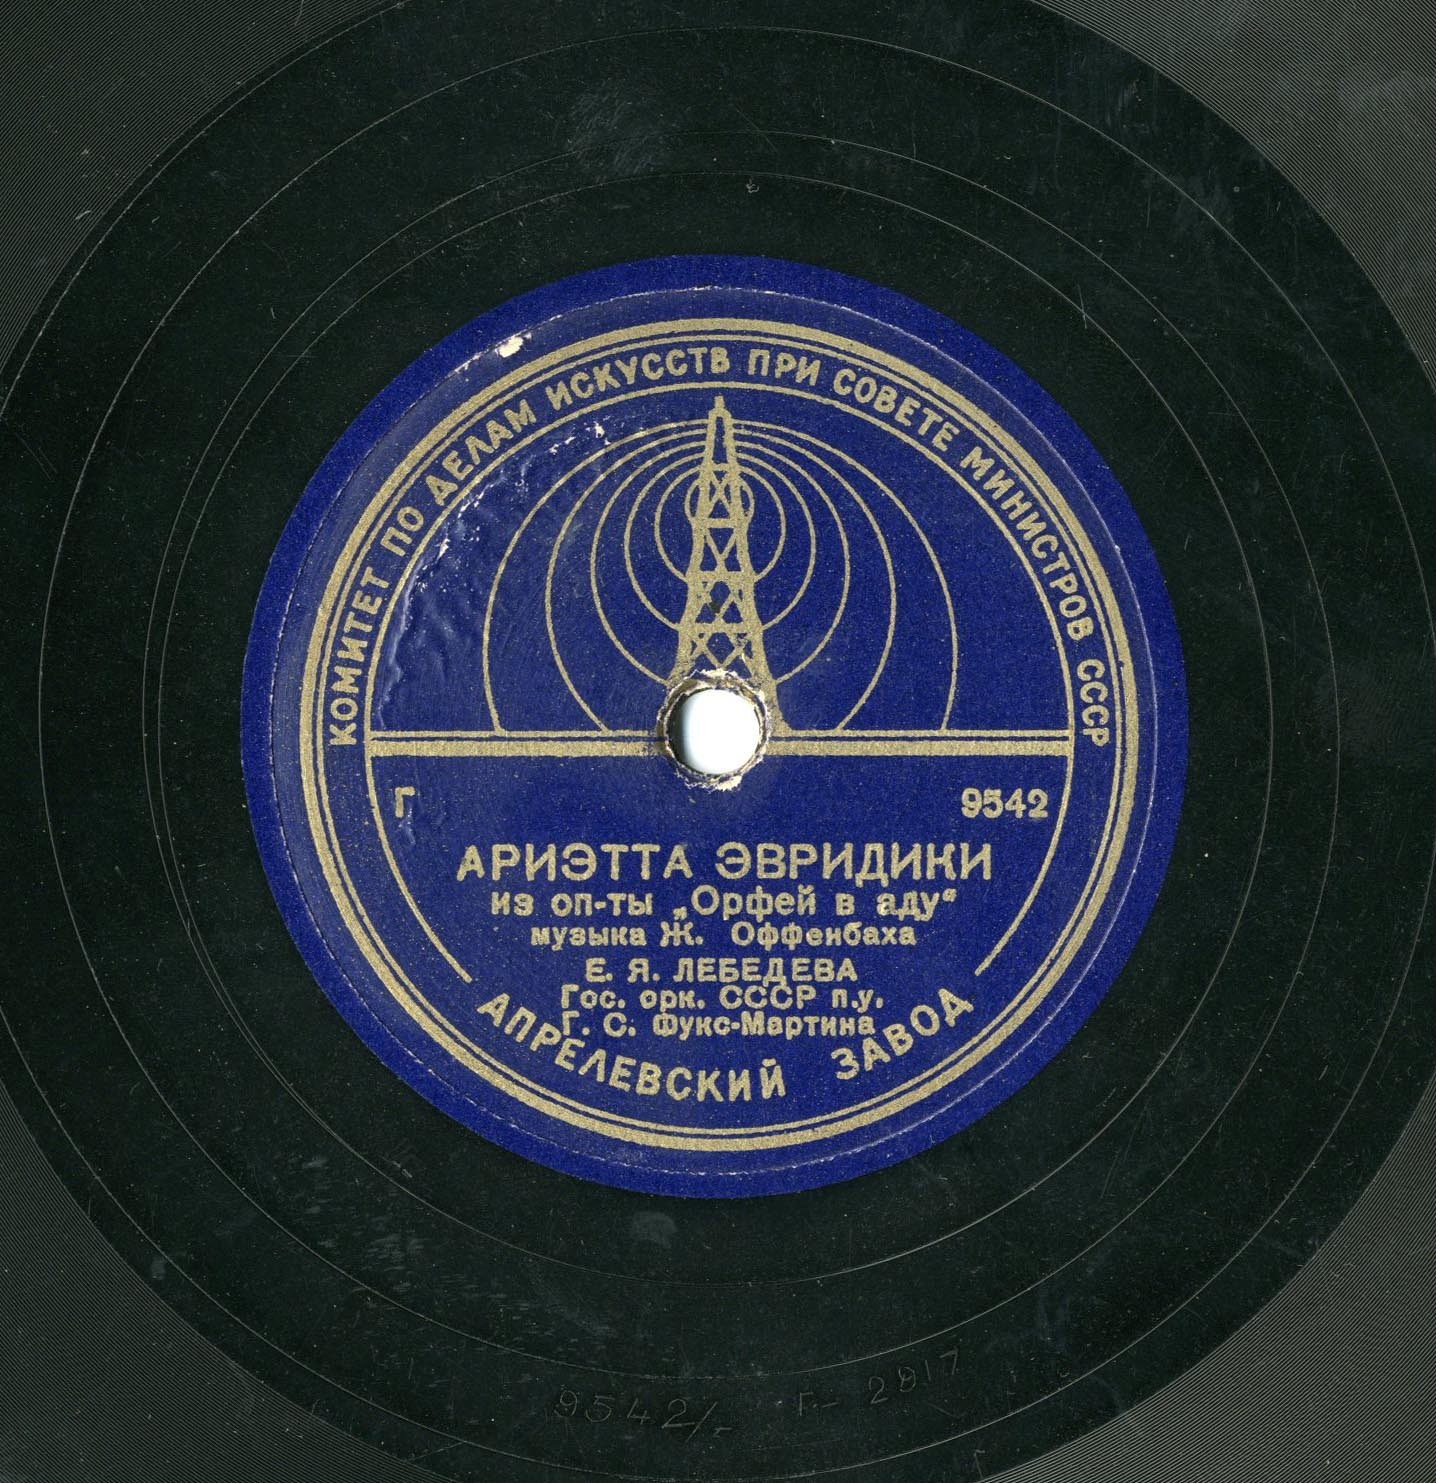 КОМИТЕТ ПО ДЕЛАМ ИСКУССТВ ПРИ СОВЕТЕ МИНИСТРОВ СССР
Г 9542
АРИЭТТА ЭВРИДИКИ
из оп-ты „Орфей в аду“
музыка Ж. Оффенбаха
Е. Я. ЛЕБЕДЕВА
Гос. орк. СССР п.у.
Г. С. Фукс-Мартина
АПРЕЛЕВСКИЙ ЗАВОД
9542/- Г- 2917